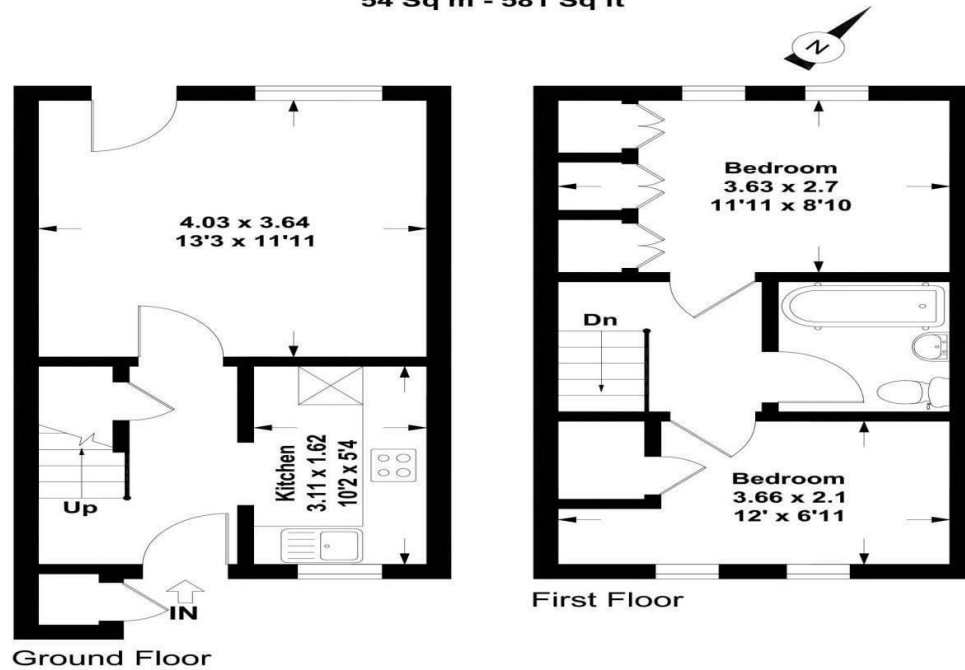 54 Sq m - 581 Sq ft
N
4.03 x 3.64
13'3 x 11'11
Up
Kitchen
3.11 x 1.62
10'2 x 5'4
IN
Ground Floor
Bedroom
3.63 x 2.7
11'11 x 8'10
Dn
Bedroom
3.66 x 2.1
12' x 6'11
First Floor